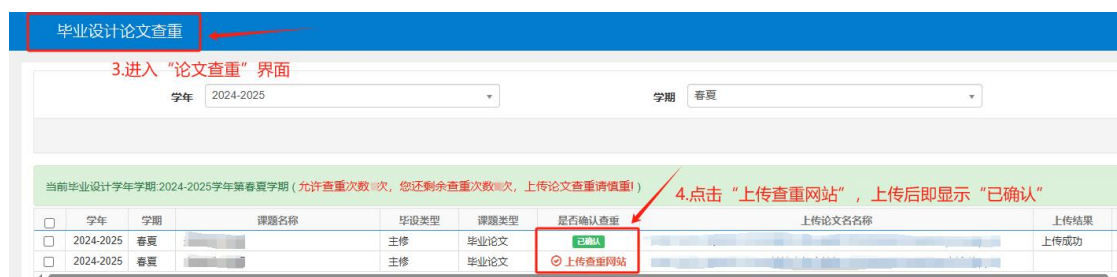 毕业设计论文查重
3.进入“论文查重”界面
学年 2024-2025 学期 春夏
当前毕业设计学年学期:2024-2025学年第春夏学期 ( 允许查重次数 次，您还剩余查重次数 次，上传论文查重请慎重! )
4.点击“上传查重网站”，上传后即显示“已确认”
学年 学期 课题名称 毕设类型 课题类型 是否确认查重 上传论文名名称 上传结果
2024-2025 春夏 主修 毕业论文 已确认 上传成功
2024-2025 春夏 主修 毕业论文 上传查重网站